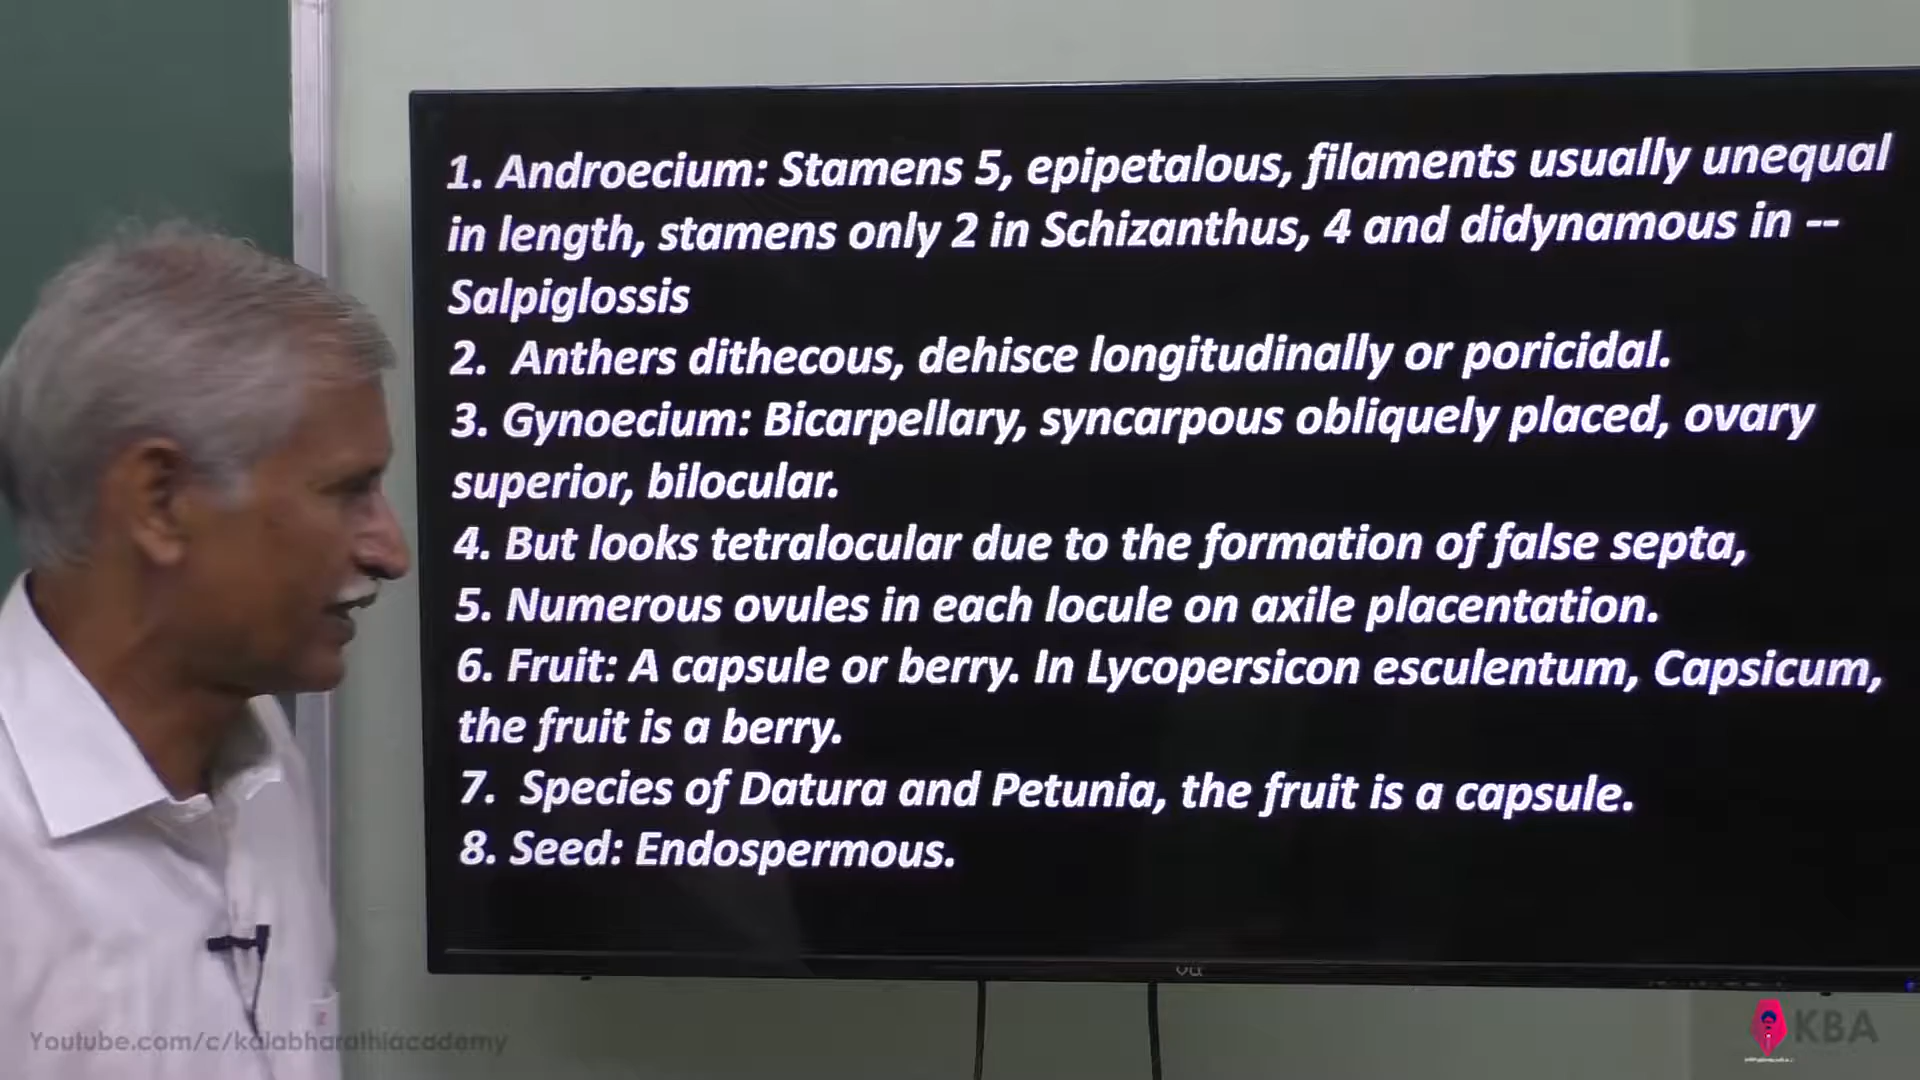 1. Androecium: Stamens 5, epipetalous, filaments usually unequal
in length, stamens only 2 in Schizanthus, 4 and didynamous in --
Salpiglossis
2. Anthers dithecous, dehisce longitudinally or poricidal.
3. Gynoecium: Bicarpellary, syncarpous obliquely placed, ovary
superior, bilocular.
4. But looks tetralocular due to the formation of false septa,
5. Numerous ovules in each locule on axile placentation.
6. Fruit: A capsule or berry. In Lycopersicon esculentum, Capsicum,
the fruit is a berry.
7. Species of Datura and Petunia, the fruit is a capsule.
8. Seed: Endospermous.
Youtube.com/c/kalabharathiacademy
KBA